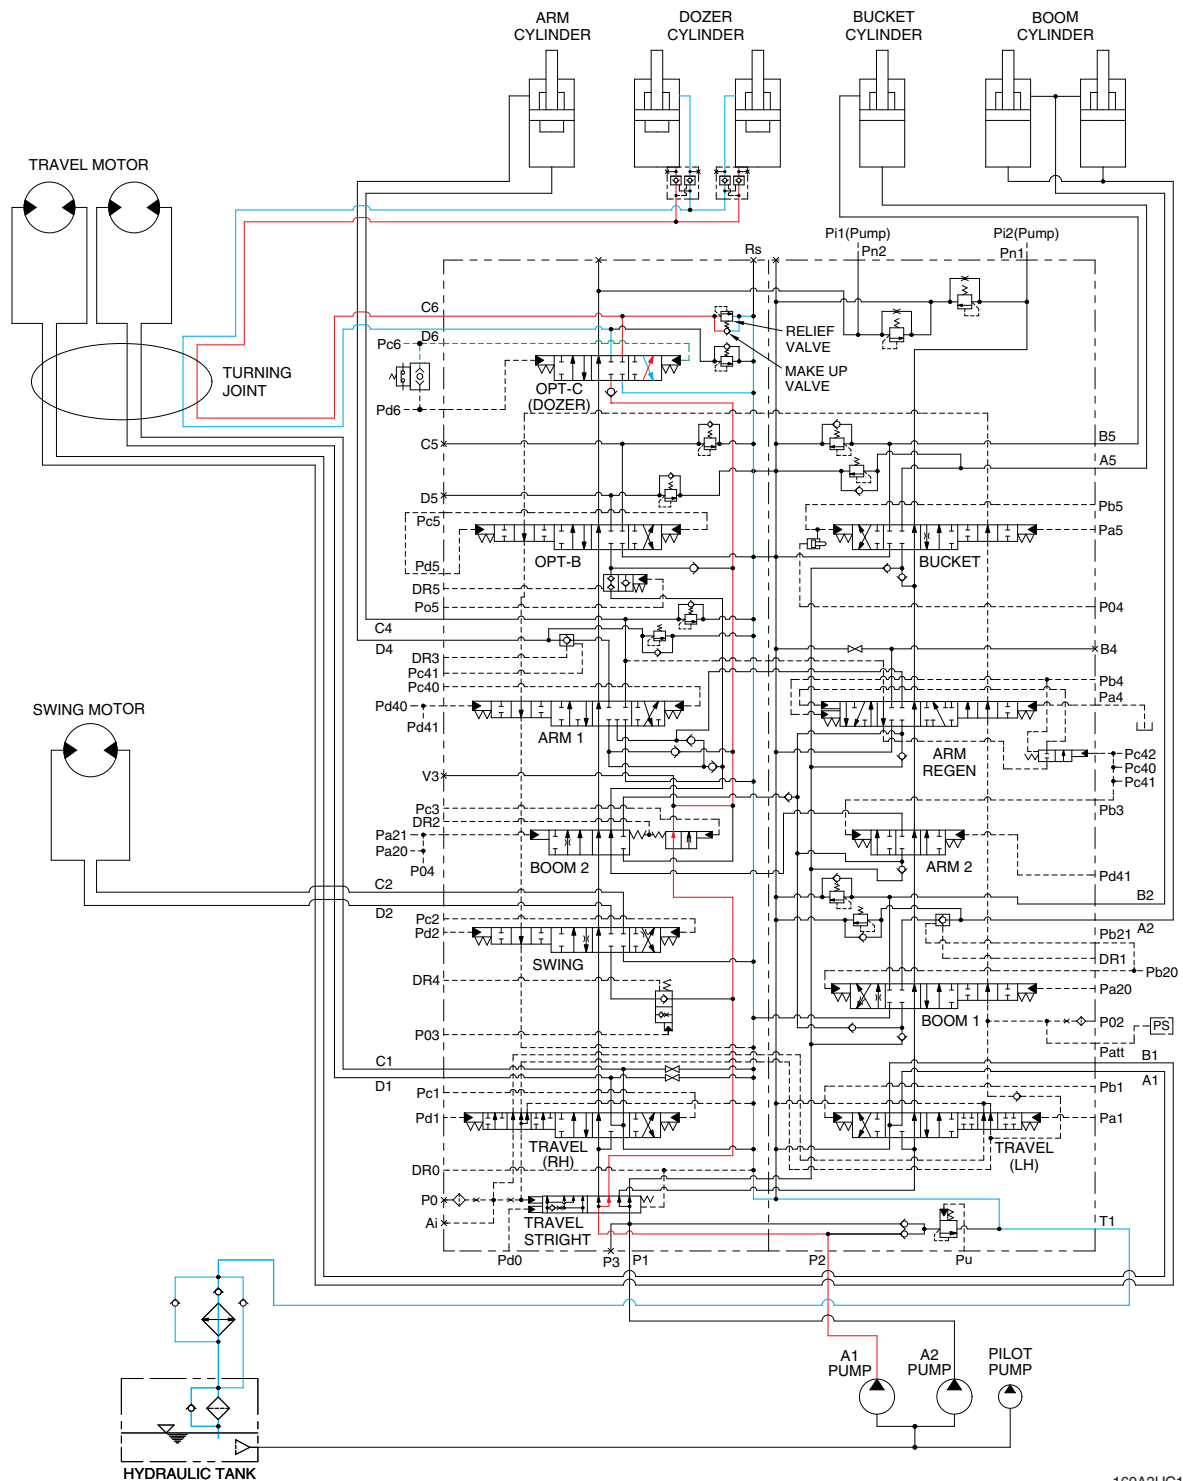 ARM
CYLINDER
DOZER
CYLINDER
BUCKET
CYLINDER
BOOM
CYLINDER
TRAVEL MOTOR
Pi1(Pump)
Pn2
Pi2(Pump)
Pn1
Rs
C6
D6
Pc6
Pd6
TURNING
JOINT
RELIEF
VALVE
MAKE UP
VALVE
OPT-C
(DOZER)
C5
B5
A5
D5
Pc5
Pb5
Pa5
OPT-B
BUCKET
Pd5
DR5
Po5
P04
C4
D4
B4
DR3
Pc41
Pc40
Pb4
Pa4
Pd40
Pd41
ARM 1
ARM
REGEN
SWING MOTOR
Pc42
Pc40
Pc41
V3
Pc3
DR2
Pb3
Pa21
Pa20
P04
BOOM 2
ARM 2
Pd41
C2
D2
B2
A2
Pc2
Pd2
Pb21
DR1
Pb20
SWING
DR4
Pa20
BOOM 1
P03
P02
PS
Patt
C1
D1
B1
A1
Pc1
Pb1
Pd1
Pa1
TRAVEL
(RH)
TRAVEL
(LH)
DR0
P0
Ai
TRAVEL
STRIGHT
T1
Pd0
P3
P1
P2
Pu
A1
PUMP
A2
PUMP
PILOT
PUMP
HYDRAULIC TANK